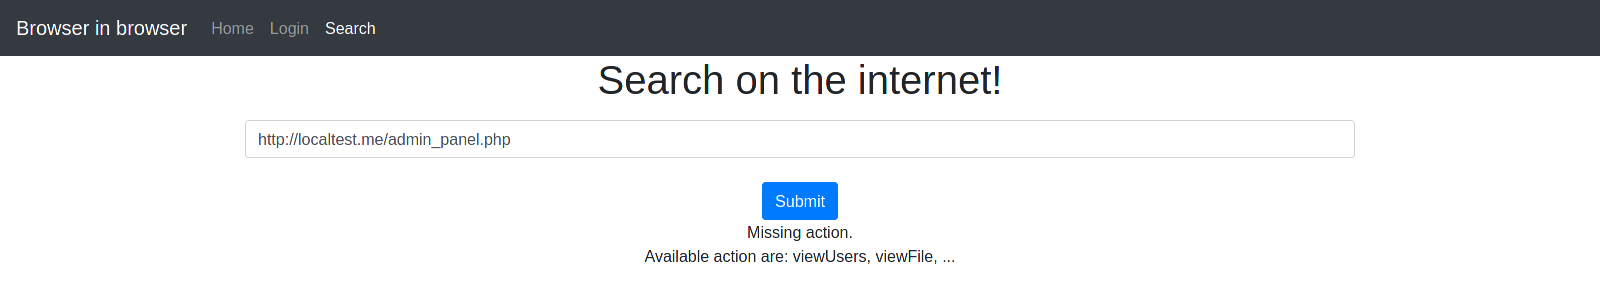 Browser in browser Home Login Search
Search on the internet!
http://localtest.me/admin_panel.php
Submit
Missing action.
Available action are: viewUsers, viewFile, ...